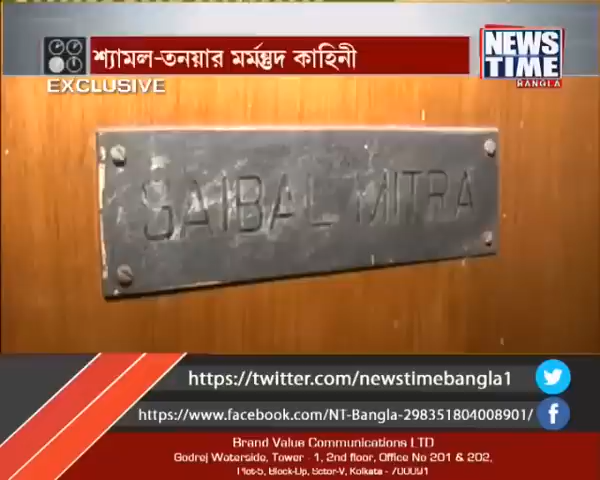 শ্যামল-তনয়ার মর্মন্তুদ কাহিনী
NEWS
TIME
BANGLA
EXCLUSIVE
SAIBAL MITRA
https://twitter.com/newstimebangla1
https://www.facebook.com/NT-Bangla-298351804008901/
Brand Value Communications LTD
Godrej Waterside, Tower - 1, 2nd floor, Office No 201 & 202,
Plot-5, Block-Dp, Sctor-V, Kolkata - 700091